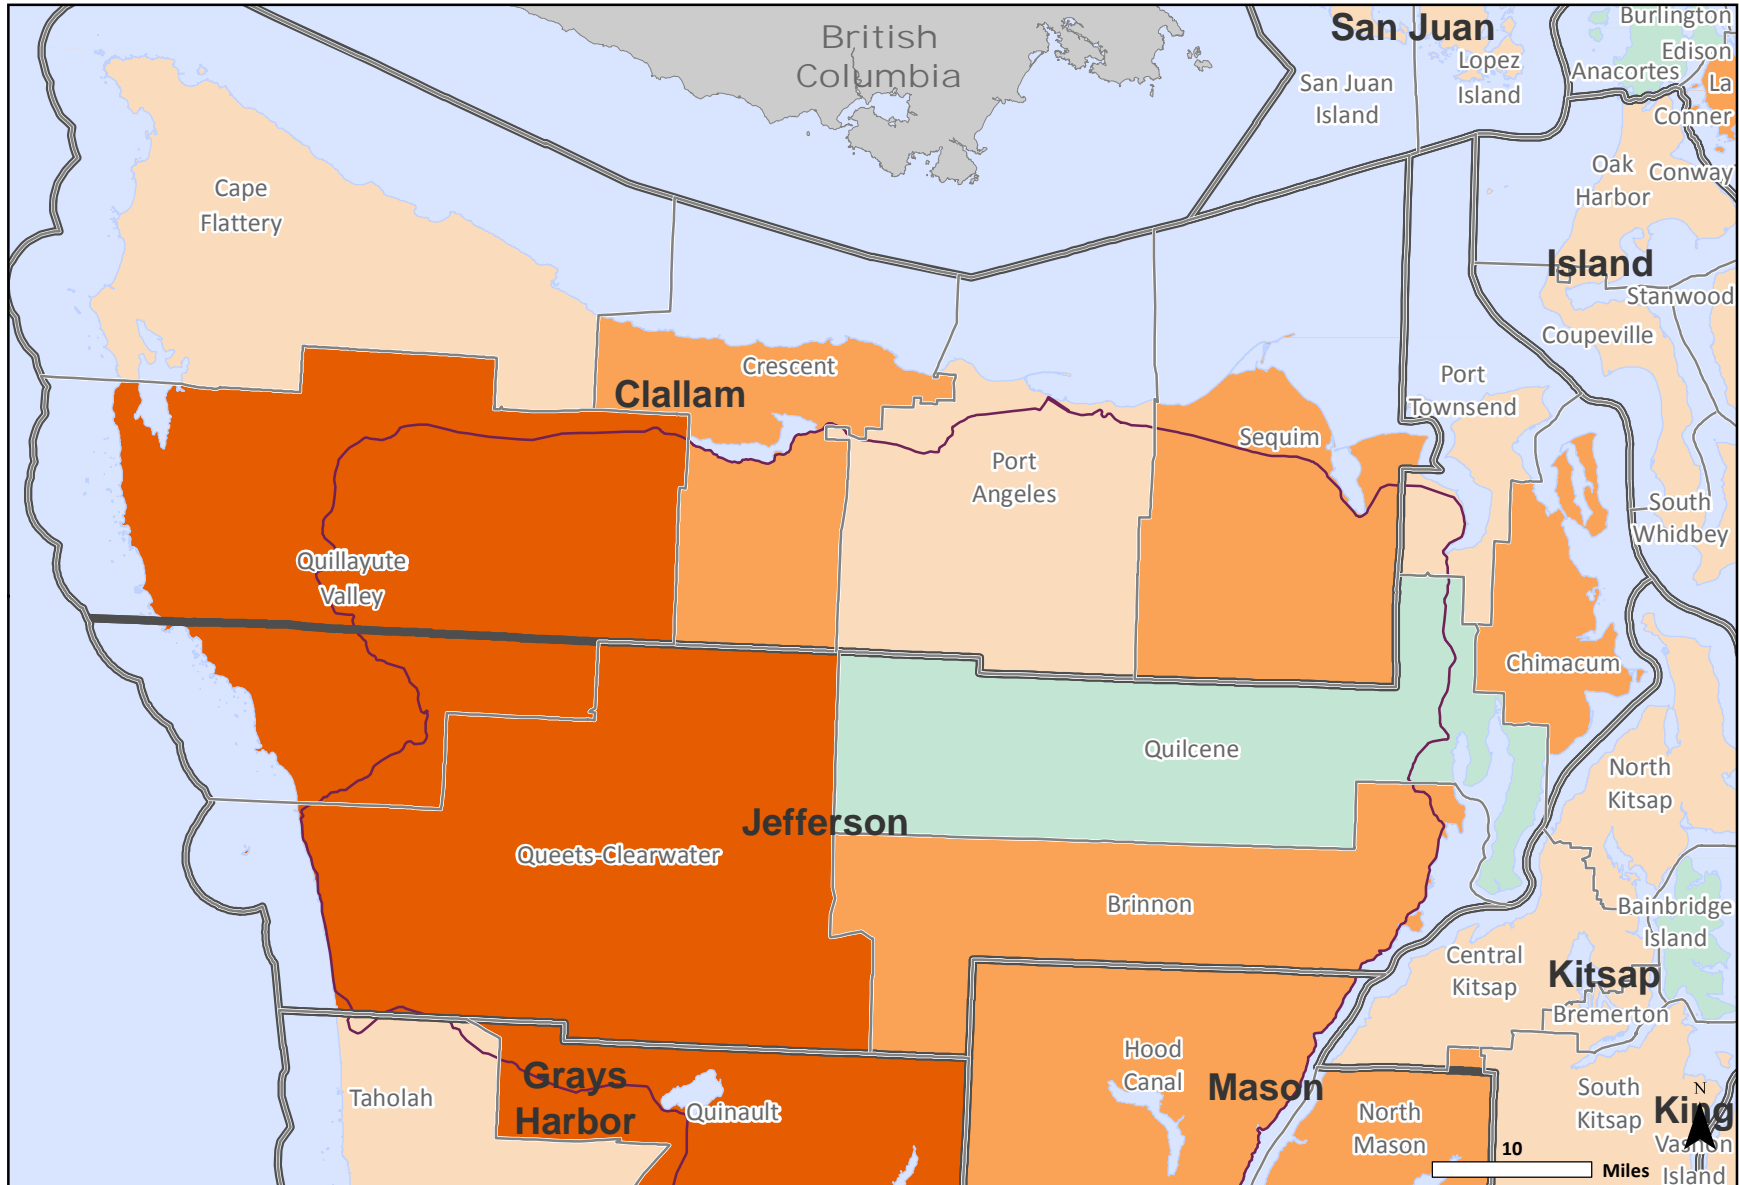 British
Columbia
San Juan
San Juan
Island
Lopez
Island
Burlington
Edison
Anacortes
La
Conner
Oak
Harbor
Conway
Cape
Flattery
Island
Stanwood
Coupeville
Crescent
Clallam
Port
Townsend
Sequim
Port
Angeles
South
Whidbey
Quillayute
Valley
Chimacum
Quilcene
North
Kitsap
Jefferson
Queets-Clearwater
Brinnon
Bainbridge
Island
Central
Kitsap
Kitsap
Bremerton
Hood
Canal
Grays
Harbor
Mason
Taholah
Quinault
North
Mason
South
Kitsap
N
King
Vashon
Island
10
Miles